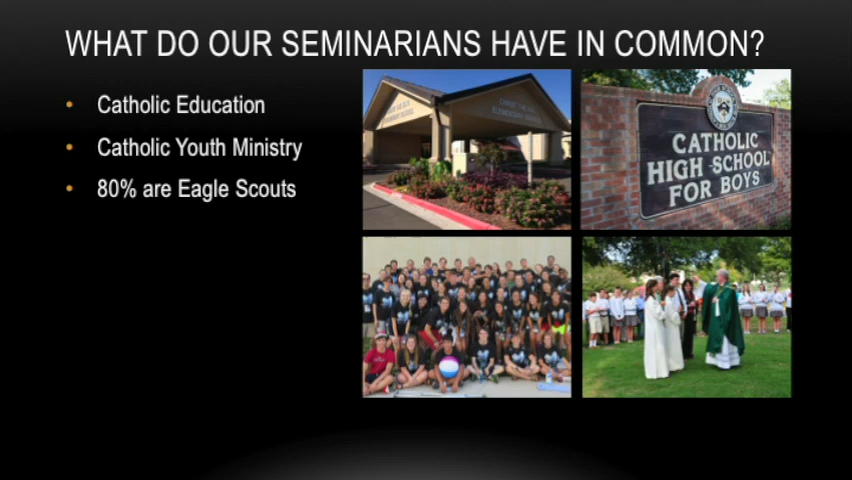 WHAT DO OUR SEMINARIANS HAVE IN COMMON?
• Catholic Education
• Catholic Youth Ministry
• 80% are Eagle Scouts
CATHOLIC
HIGH SCHOOL
FOR BOYS